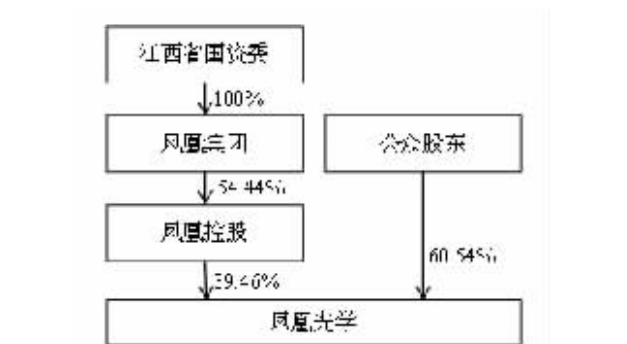 江西省国资委
100%
凤凰集团
公众股东
54.44%
凤凰控股
60.54%
39.46%
凤凰光学